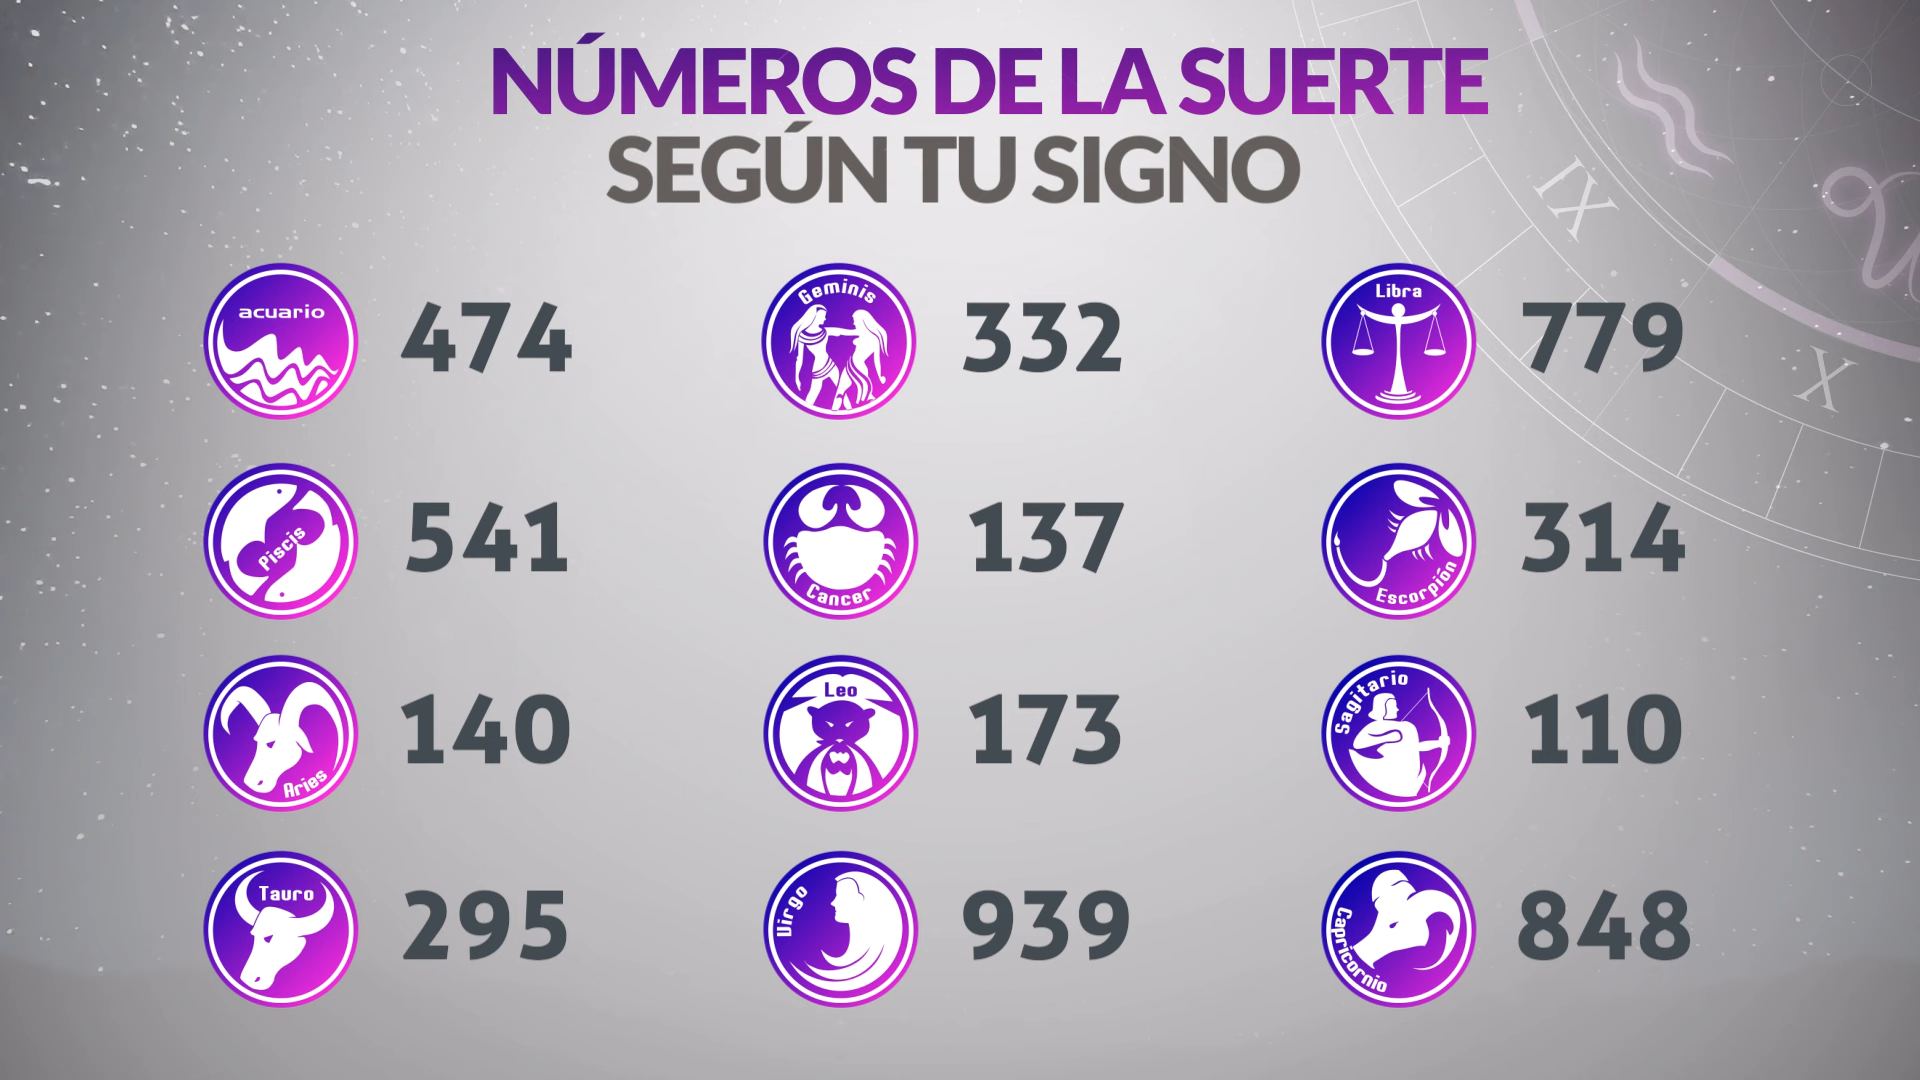 NÚMEROS DE LA SUERTE
SEGÚN TU SIGNO
acuario 474
Geminis 332
Libra 779
Piscis 541
Cancer 137
Escorpión 314
Aries 140
Leo 173
Sagitario 110
Tauro 295
Virgo 939
Capricornio 848
IX
X